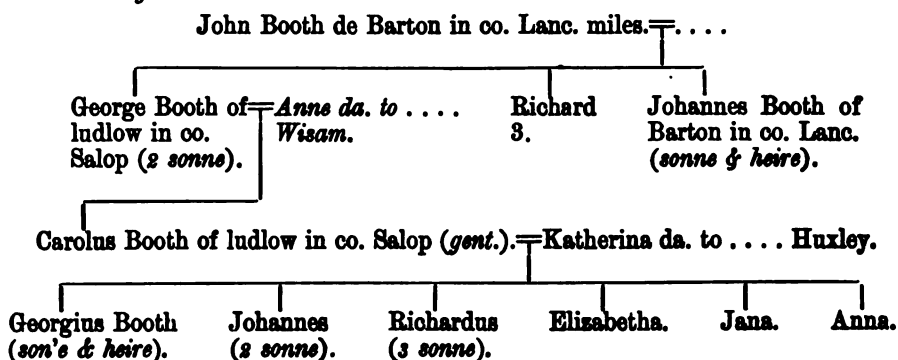 John Booth de Barton in co. Lanc. miles.=. . . .
George Booth of=Anne da. to . . . .
ludlow in co. Wisam.
Salop (2 sonne).
Richard
3.
Johannes Booth of
Barton in co. Lanc.
(sonne & heire).
Carolus Booth of ludlow in co. Salop (gent.).=Katherina da. to . . . . Huxley.
Georgius Booth
(son'e & heire).
Johannes
(2 sonne).
Richardus
(3 sonne).
Elizabetha.
Jana.
Anna.